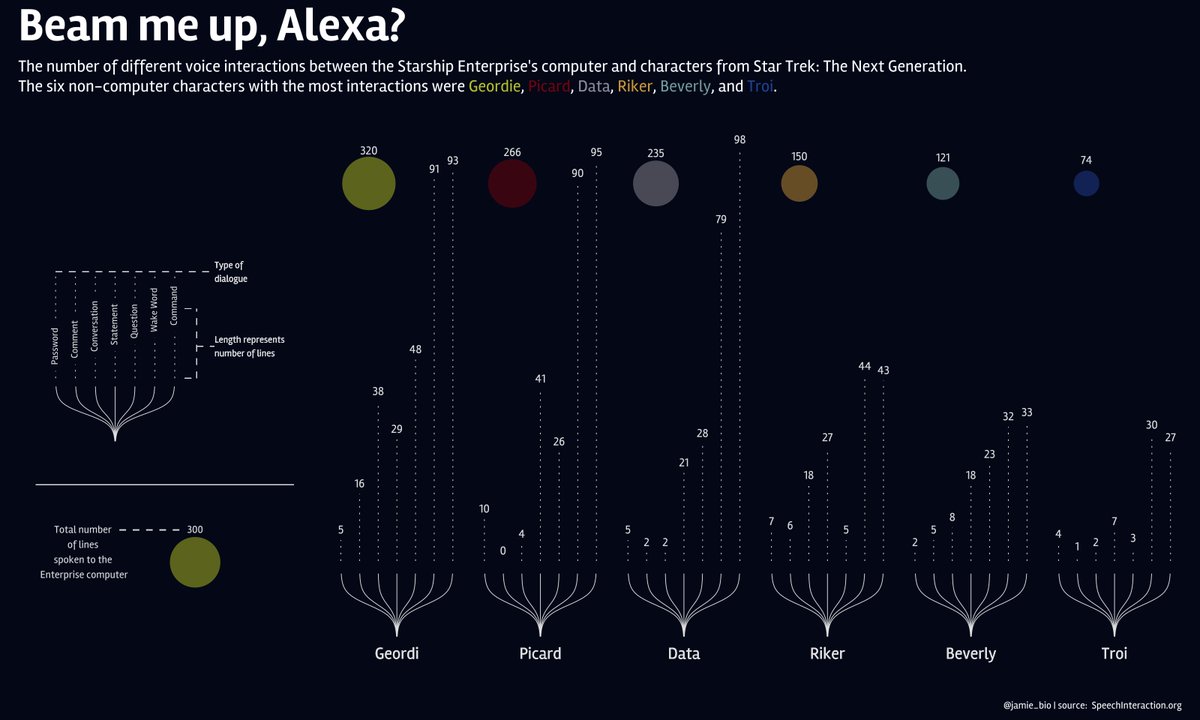 Beam me up, Alexa?
The number of different voice interactions between the Starship Enterprise's computer and characters from Star Trek: The Next Generation.
The six non-computer characters with the most interactions were Geordie, Picard, Data, Riker, Beverly, and Troi.
Type of
dialogue
Password
Comment
Conversation
Statement
Question
Wake Word
Command
Length represents
number of lines
Total number
of lines
spoken to the
Enterprise computer
300
320
5
16
38
29
48
91
93
Geordi
266
10
0
4
41
26
90
95
Picard
235
5
2
2
21
28
79
98
Data
150
7
6
18
27
5
44
43
Riker
121
2
5
8
18
23
32
33
Beverly
74
4
1
2
7
3
30
27
Troi
@jamie_bio | source: SpeechInteraction.org